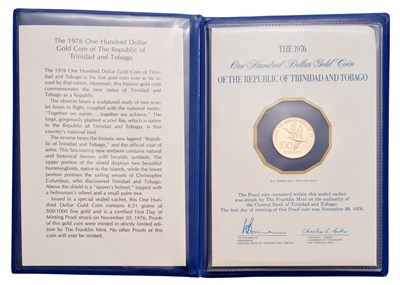 The 1976 One Hundred Dollar
Gold Coin of The Republic of
Trinidad and Tobago
The 1976 One Hundred Dollar Gold Coin of Trin-
idad and Tobago is the first gold coin ever to be is-
sued by that nation. Moreover, this historic gold coin
commemorates the new status of Trinidad and
Tobago as a Republic.
The obverse bears a sculptured study of two scar-
let ibises in flight, coupled with the national motto:
"Together we aspire.....together we achieve." The
large, gorgeously plumed scarlet ibis, which is native
to the Republic of Trinidad and Tobago, is that
country's national bird.
The reverse bears the historic new legend "Repub-
lic of Trinidad and Tobago;" and the official coat of
arms. This fascinating new emblem contains natural
and historical themes with heraldic symbols. The
upper portion of the shield displays two beautiful
hummingbirds, native to the islands, while the lower
portion portrays the sailing vessels of Christopher
Columbus, who discovered Trinidad and Tobago.
Above the shield is a "queen's helmet," topped with
a helmsman's wheel and a small palm tree.
Issued in a special sealed cachet, this One Hun-
dred Dollar Gold Coin contains 6.21 grams of
500/1000 fine gold and is a certified First Day of
Minting Proof struck on November 30, 1976. Proofs
of this gold coin were minted in strictly limited edition
by The Franklin Mint. No other Proofs of this
coin will ever be minted.
THE 1976
One Hundred Dollar Gold Coin
OF THE REPUBLIC OF TRINIDAD AND TOBAGO
100
The Proof coin contained within this sealed cachet
was struck by The Franklin Mint on the authority of the
Central Bank of Trinidad and Tobago.
The first day of minting of this Proof was November 30, 1976.